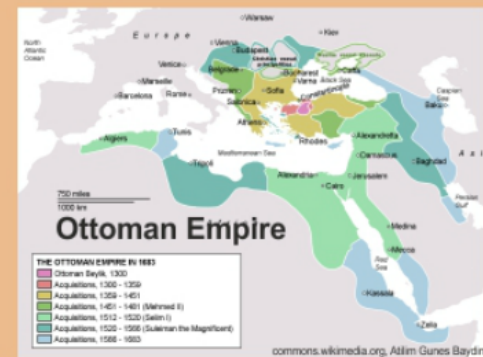 Warsaw
Kiev
Europe
North
Atlantic
Ocean
Vienna
Budapest
Venice
Belgrade
Bucharest
Marseille
Varna
Black Sea
Barcelona
Rome
Prizren
Sofia
Constantinople
Caspian
Sea
Salonica
Baku
Athens
Algiers
Tunis
Rhodes
Alexandretta
Mediterranean Sea
Damascus
Baghdad
Tripoli
Alexandria
Jerusalem
Cairo
Persian
Gulf
750 miles
1000 km
Medina
Ottoman Empire
Mecca
Red
Sea
THE OTTOMAN EMPIRE IN 1683
Ottoman Beylik, 1300
Acquisitions, 1300 - 1359
Acquisitions, 1359 - 1451
Acquisitions, 1451 - 1481 (Mehmed II)
Acquisitions, 1512 - 1520 (Selim I)
Acquisitions, 1520 - 1566 (Suleiman the Magnificent)
Acquisitions, 1566 - 1683
Kassala
Zeila
commons.wikimedia.org, Atilim Gunes Baydin